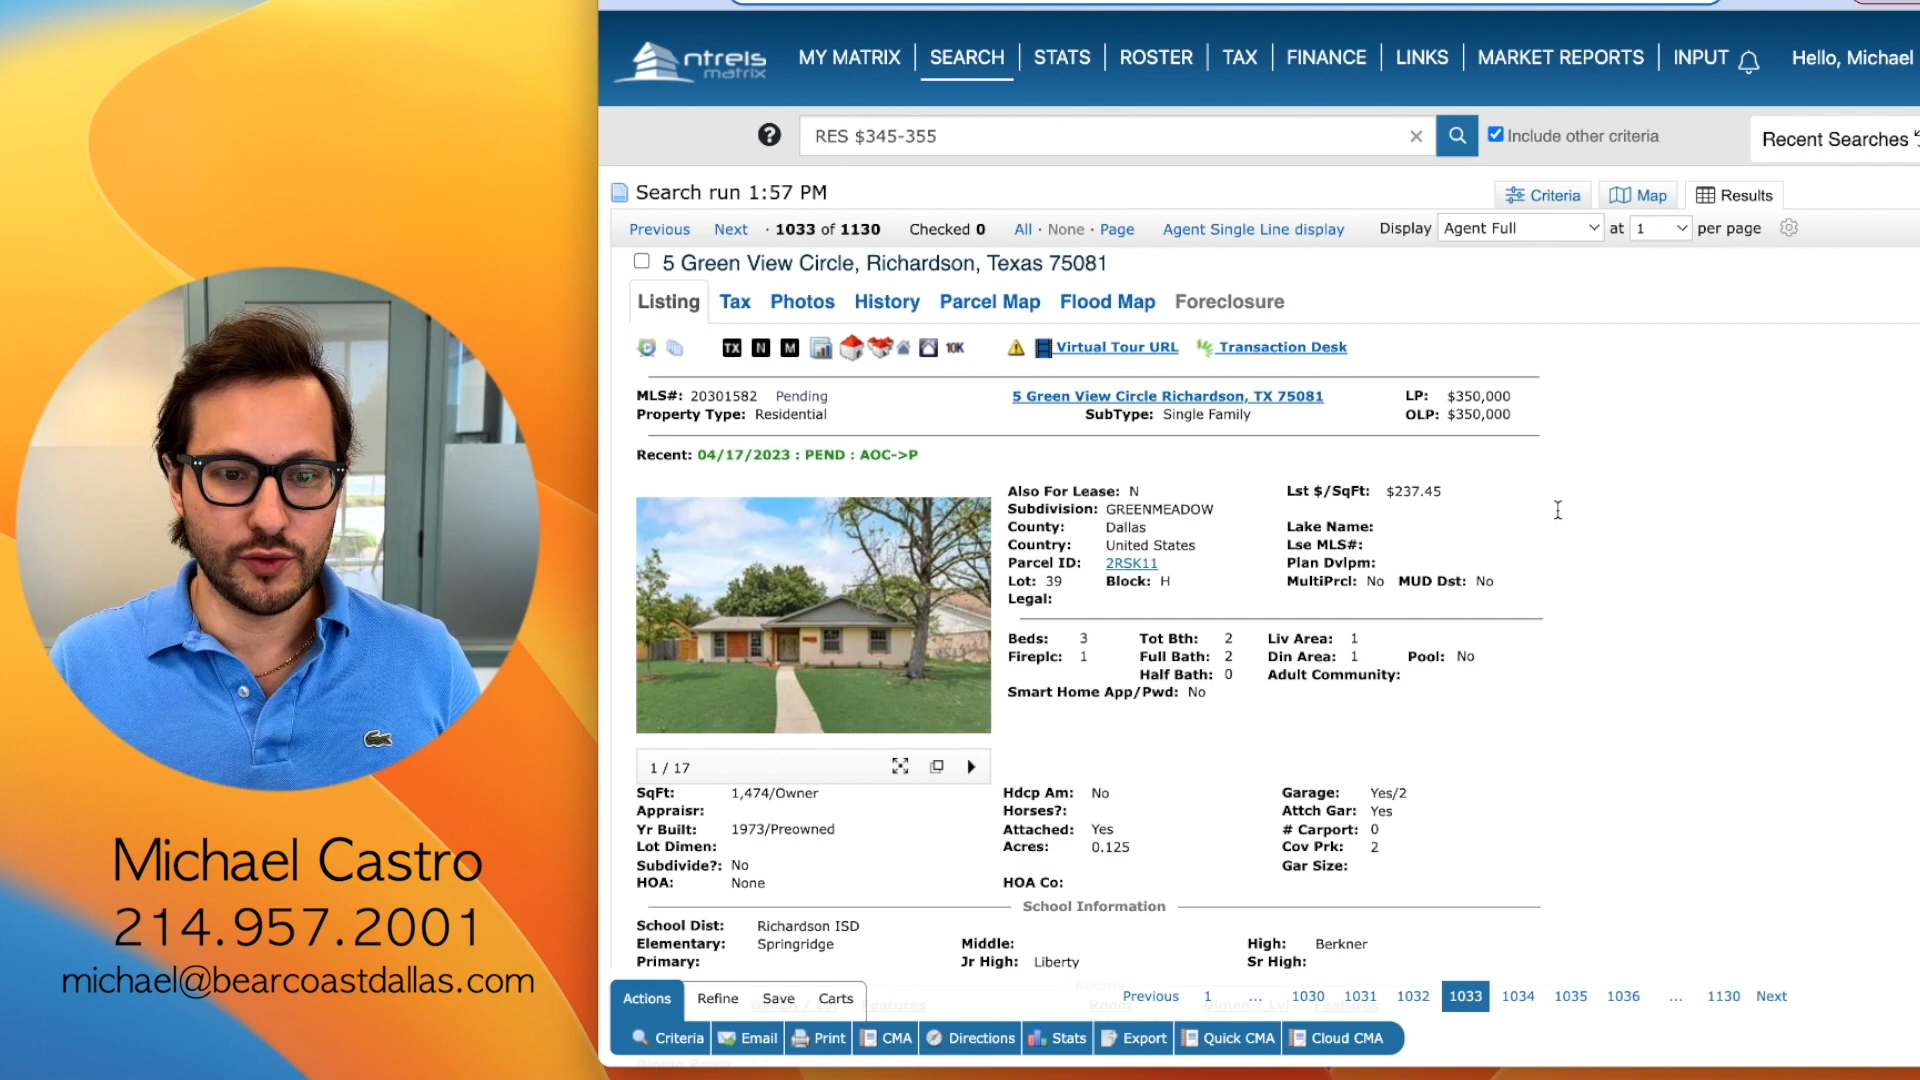 ntreis
matrix
MY MATRIX
SEARCH
STATS
ROSTER
TAX
FINANCE
LINKS
MARKET REPORTS
INPUT
Hello, Michael
RES $345-355
Include other criteria
Recent Searches
Search run 1:57 PM
Criteria
Map
Results
Previous Next · 1033 of 1130 Checked 0 All · None · Page Agent Single Line display Display Agent Full at 1 per page
5 Green View Circle, Richardson, Texas 75081
Listing Tax Photos History Parcel Map Flood Map Foreclosure
TX N M 10K Virtual Tour URL Transaction Desk
MLS#: 20301582 Pending 5 Green View Circle Richardson, TX 75081 LP: $350,000
Property Type: Residential SubType: Single Family OLP: $350,000
Recent: 04/17/2023 : PEND : AOC->P
Also For Lease: N Lst $/SqFt: $237.45
Subdivision: GREENMEADOW
County: Dallas Lake Name:
Country: United States Lse MLS#:
Parcel ID: 2RSK11 Plan Dvlpm:
Lot: 39 Block: H MultiPrcl: No MUD Dst: No
Legal:
Beds: 3 Tot Bth: 2 Liv Area: 1
Fireplc: 1 Full Bath: 2 Din Area: 1 Pool: No
Half Bath: 0 Adult Community:
Smart Home App/Pwd: No
1 / 17
SqFt: 1,474/Owner Hdcp Am: No Garage: Yes/2
Appraisr: Horses?: Attch Gar: Yes
Yr Built: 1973/Preowned Attached: Yes # Carport: 0
Lot Dimen: Acres: 0.125 Cov Prk: 2
Subdivide?: No Gar Size:
HOA: None HOA Co:
School Information
School Dist: Richardson ISD
Elementary: Springridge Middle: High: Berkner
Primary: Jr High: Liberty Sr High:
Actions Refine Save Carts Previous 1 ... 1030 1031 1032 1033 1034 1035 1036 ... 1130 Next
Criteria Email Print CMA Directions Stats Export Quick CMA Cloud CMA
Michael Castro
214.957.2001
michael@bearcoastdallas.com